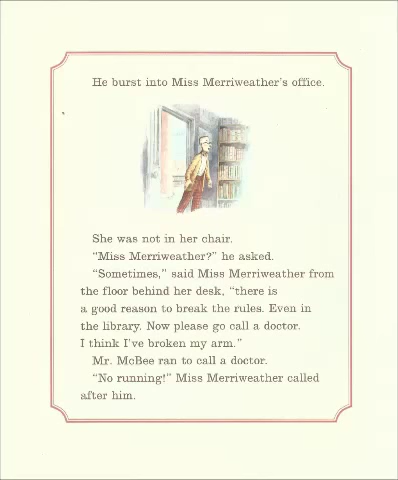 He burst into Miss Merriweather's office.
She was not in her chair.
"Miss Merriweather?" he asked.
"Sometimes," said Miss Merriweather from
the floor behind her desk, "there is
a good reason to break the rules. Even in
the library. Now please go call a doctor.
I think I've broken my arm."
Mr. McBee ran to call a doctor.
"No running!" Miss Merriweather called
after him.